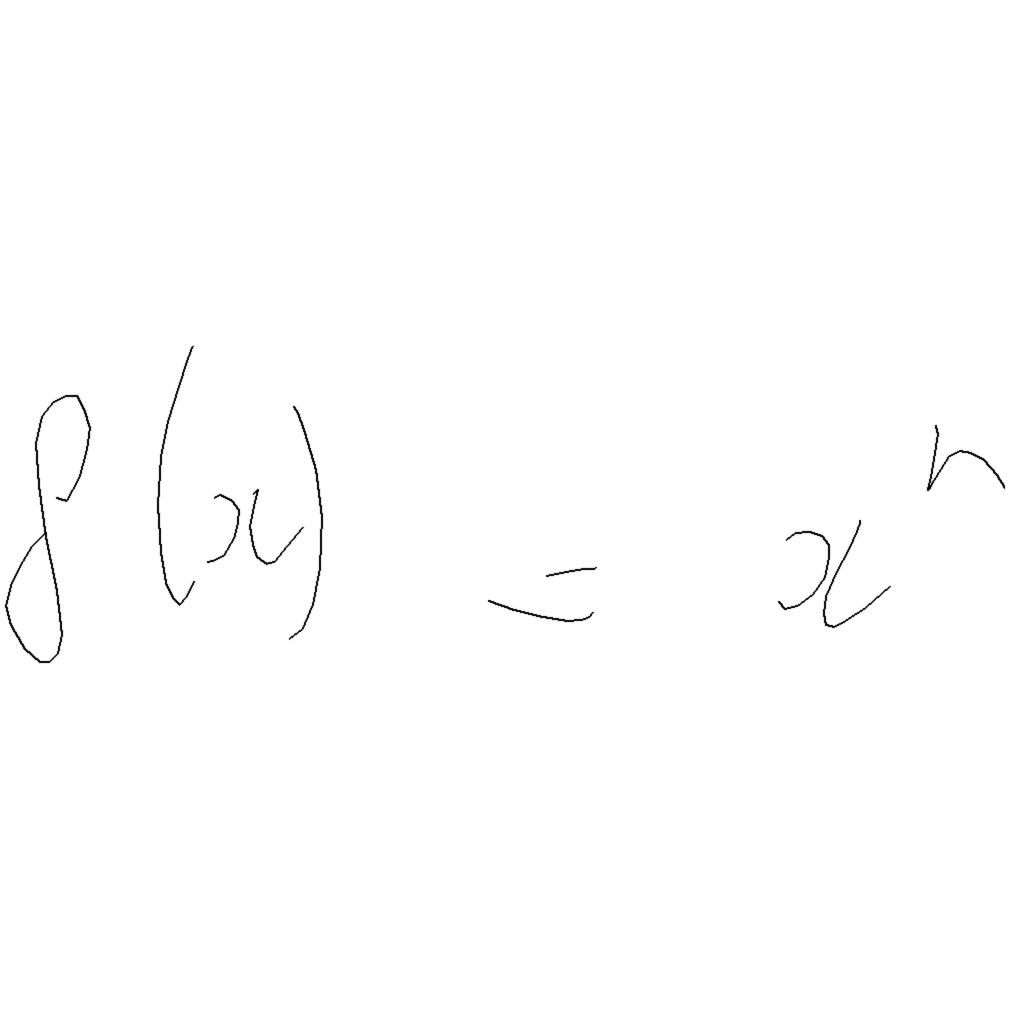 f(x) = x^n